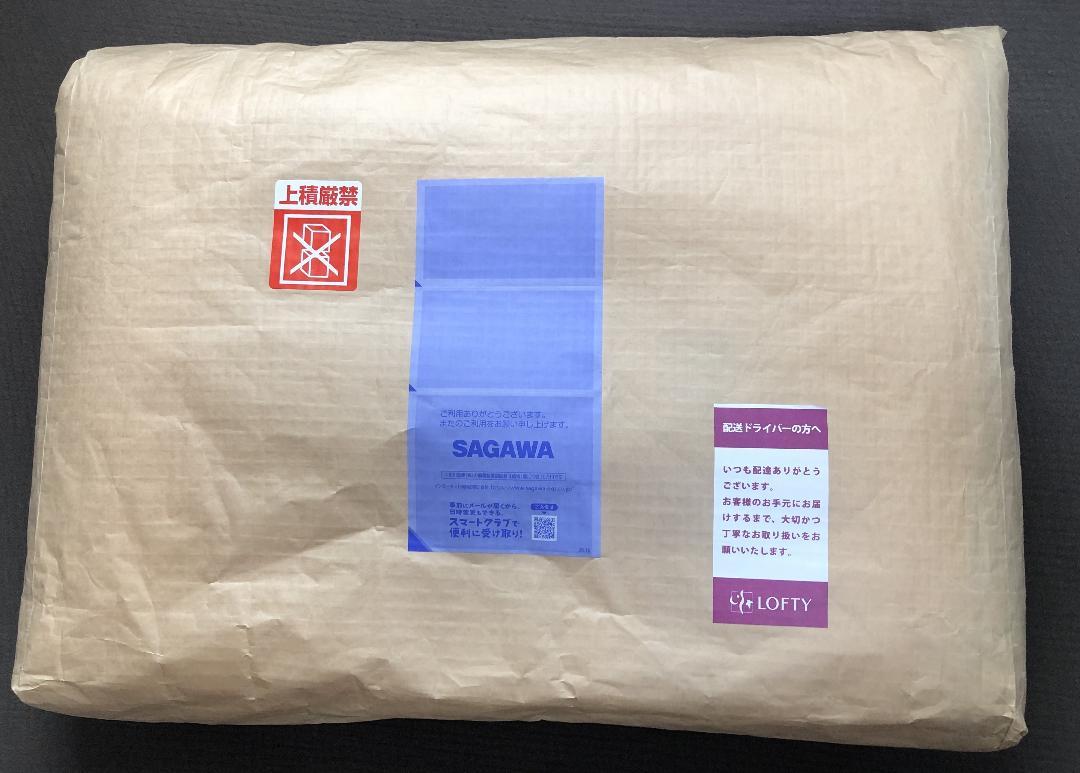 上積厳禁
ご利用ありがとうございます。
またのご利用をお願い申し上げます。
SAGAWA
事前にメールが届くから、
日時変更もできる。
スマートクラブで
便利に受け取り!
配送ドライバーの方へ
いつも配達ありがとう
ございます。
お客様のお手元にお届
けするまで、大切かつ
丁寧なお取り扱いをお
願いいたします。
LOFTY